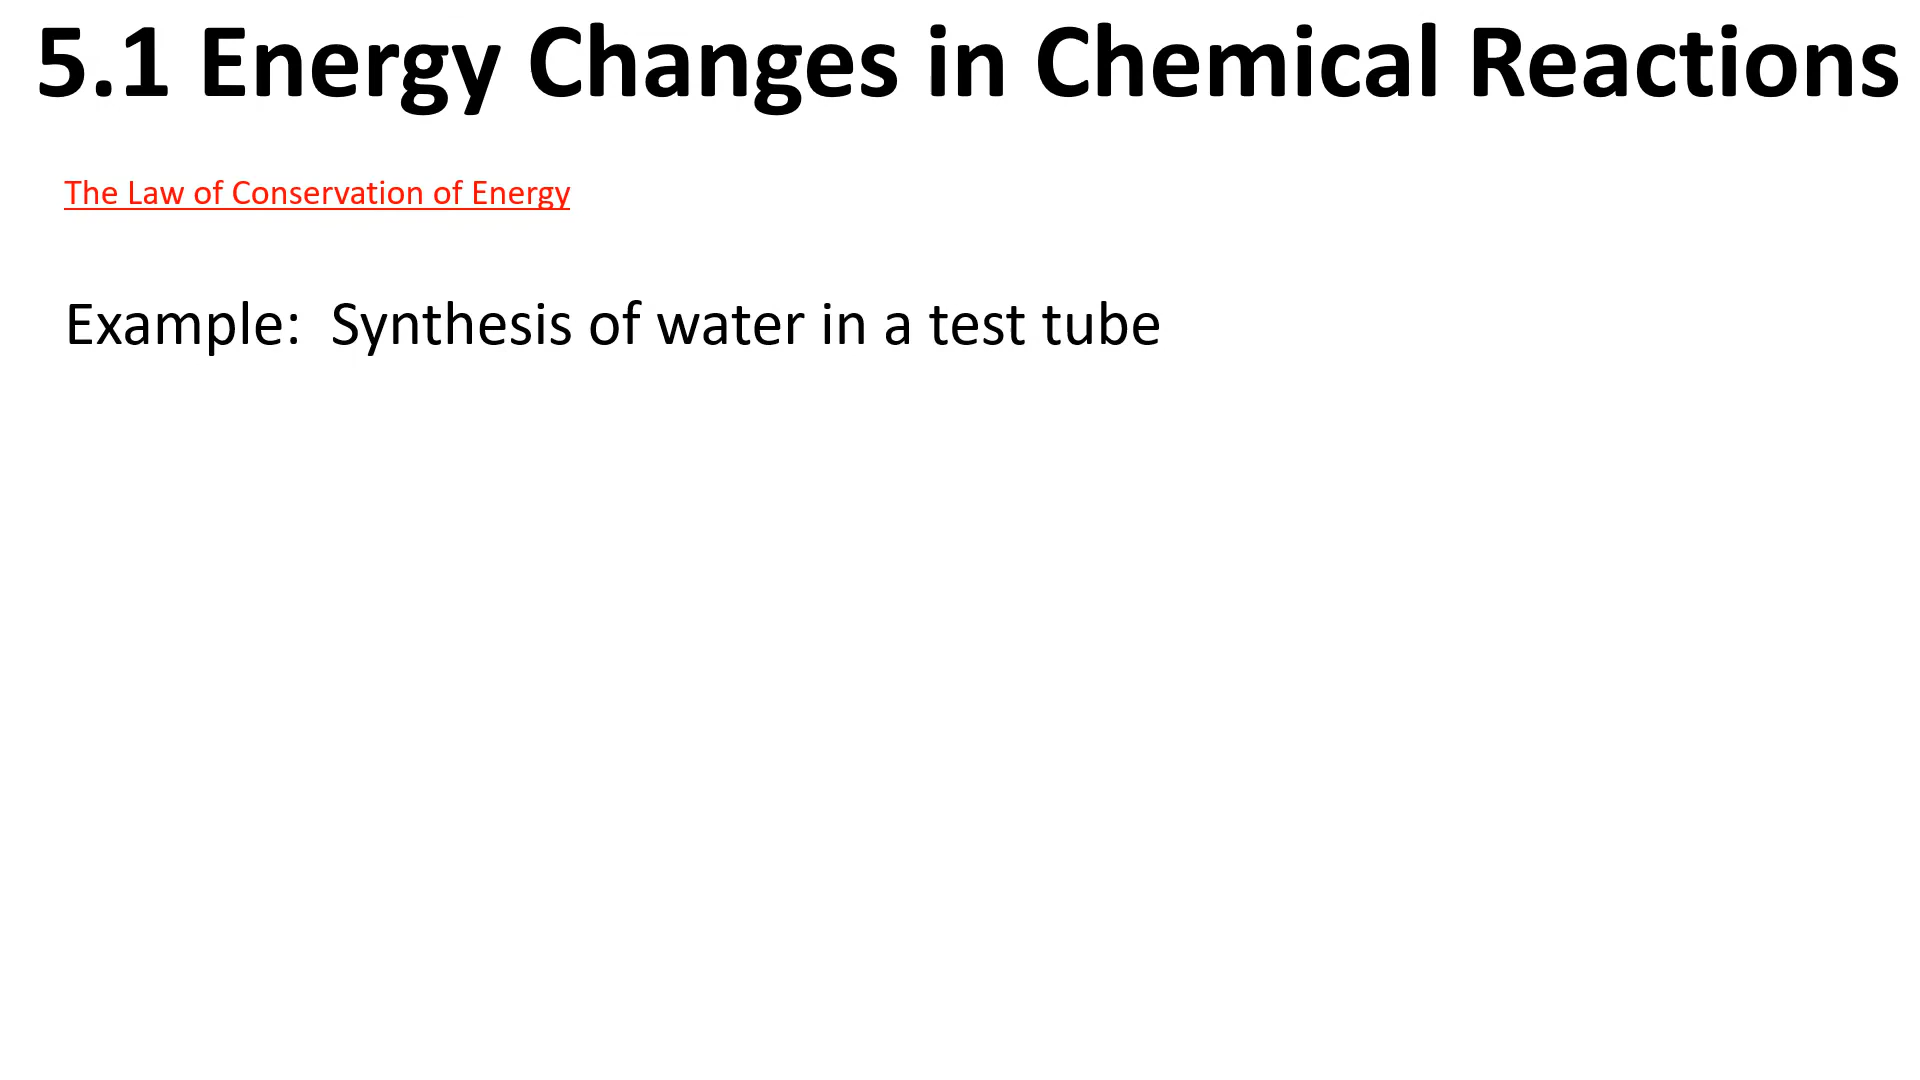 5.1 Energy Changes in Chemical Reactions
The Law of Conservation of Energy
Example:  Synthesis of water in a test tube